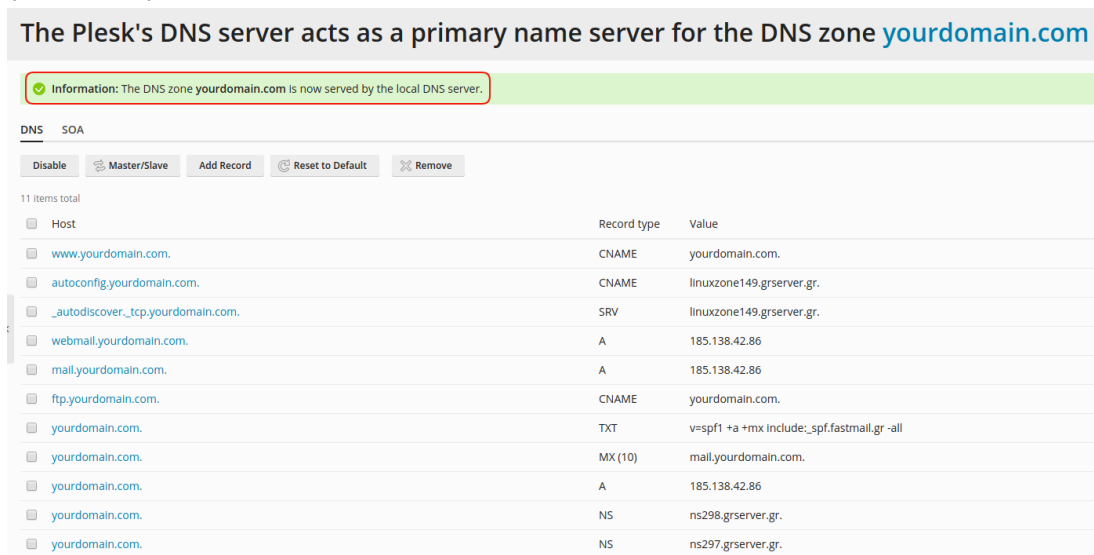 The Plesk's DNS server acts as a primary name server for the DNS zone yourdomain.com
Information: The DNS zone yourdomain.com is now served by the local DNS server.
DNS SOA
Disable Master/Slave Add Record Reset to Default Remove
11 items total
Host Record type Value
www.yourdomain.com. CNAME yourdomain.com.
autoconfig.yourdomain.com. CNAME linuxzone149.grserver.gr.
_autodiscover._tcp.yourdomain.com. SRV linuxzone149.grserver.gr.
webmail.yourdomain.com. A 185.138.42.86
mail.yourdomain.com. A 185.138.42.86
ftp.yourdomain.com. CNAME yourdomain.com.
yourdomain.com. TXT v=spf1 +a +mx include:_spf.fastmail.gr -all
yourdomain.com. MX (10) mail.yourdomain.com.
yourdomain.com. A 185.138.42.86
yourdomain.com. NS ns298.grserver.gr.
yourdomain.com. NS ns297.grserver.gr.